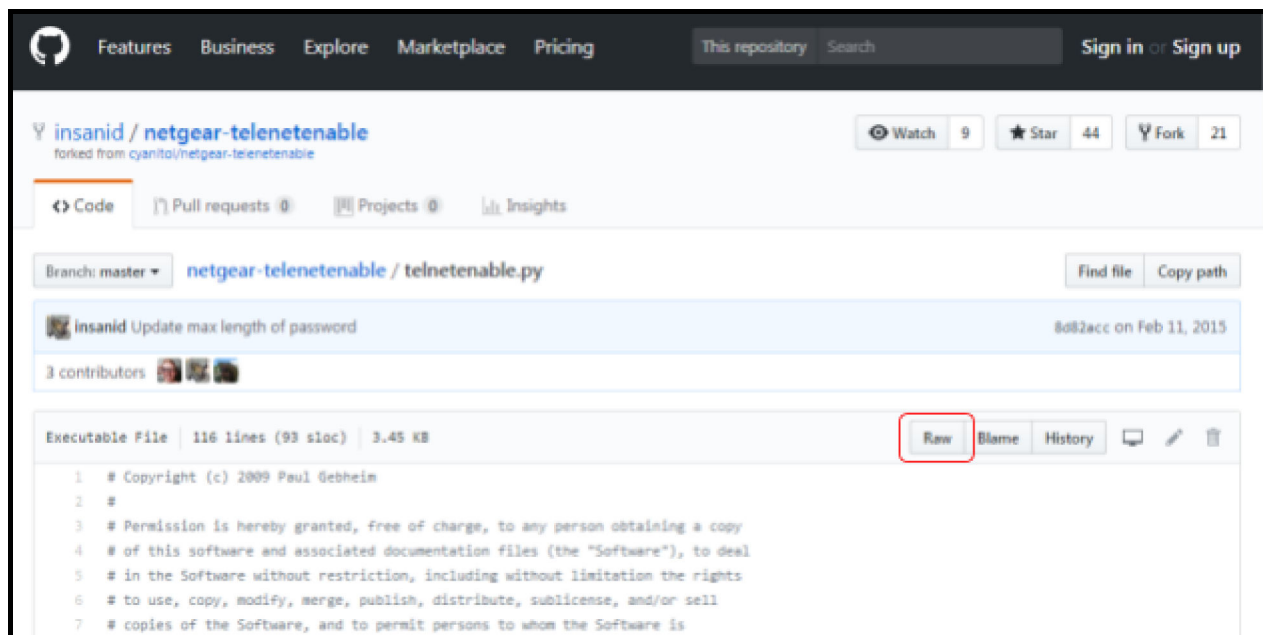 Features Business Explore Marketplace Pricing This repository Search Sign in or Sign up
insanid / netgear-telenetenable Watch 9 Star 44 Fork 21
forked from cyanitol/netgear-telenetenable
<> Code Pull requests 0 Projects 0 Insights
Branch: master netgear-telenetenable / telnetenable.py Find file Copy path
insanid Update max length of password 8d82acc on Feb 11, 2015
3 contributors
Executable File 116 lines (93 sloc) 3.45 KB Raw Blame History
1 # Copyright (c) 2009 Paul Gebheim
2 #
3 # Permission is hereby granted, free of charge, to any person obtaining a copy
4 # of this software and associated documentation files (the "Software"), to deal
5 # in the Software without restriction, including without limitation the rights
6 # to use, copy, modify, merge, publish, distribute, sublicense, and/or sell
7 # copies of the Software, and to permit persons to whom the Software is